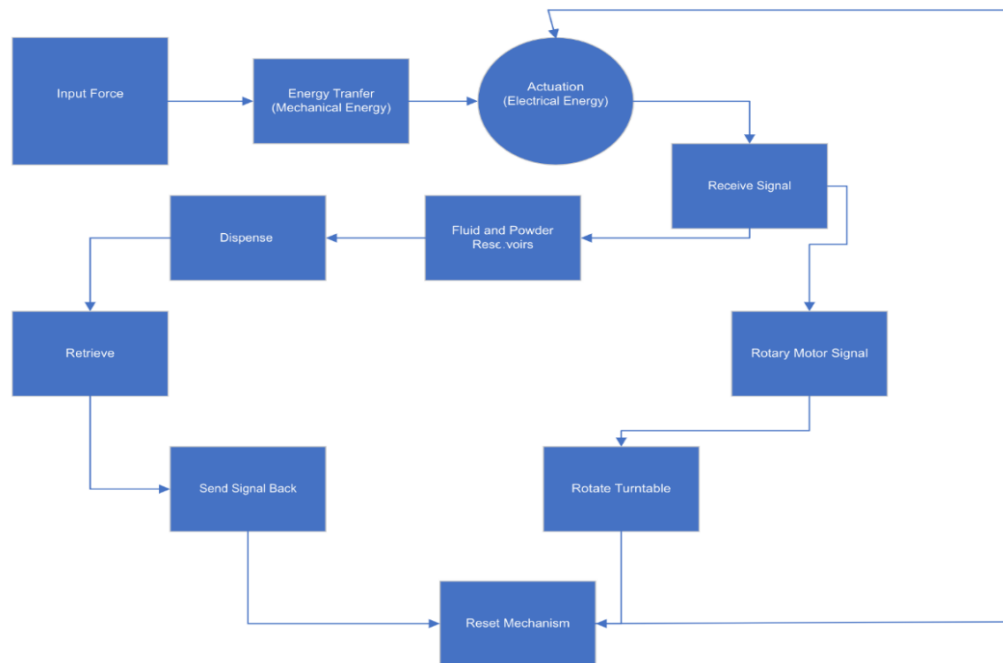 Input Force
Energy Tranfer
(Mechanical Energy)
Actuation
(Electrical Energy)
Receive Signal
Dispense
Fluid and Powder
Retrieve
Rotary Motor Signal
Send Signal Back
Rotate Turntable
Reset Mechanism